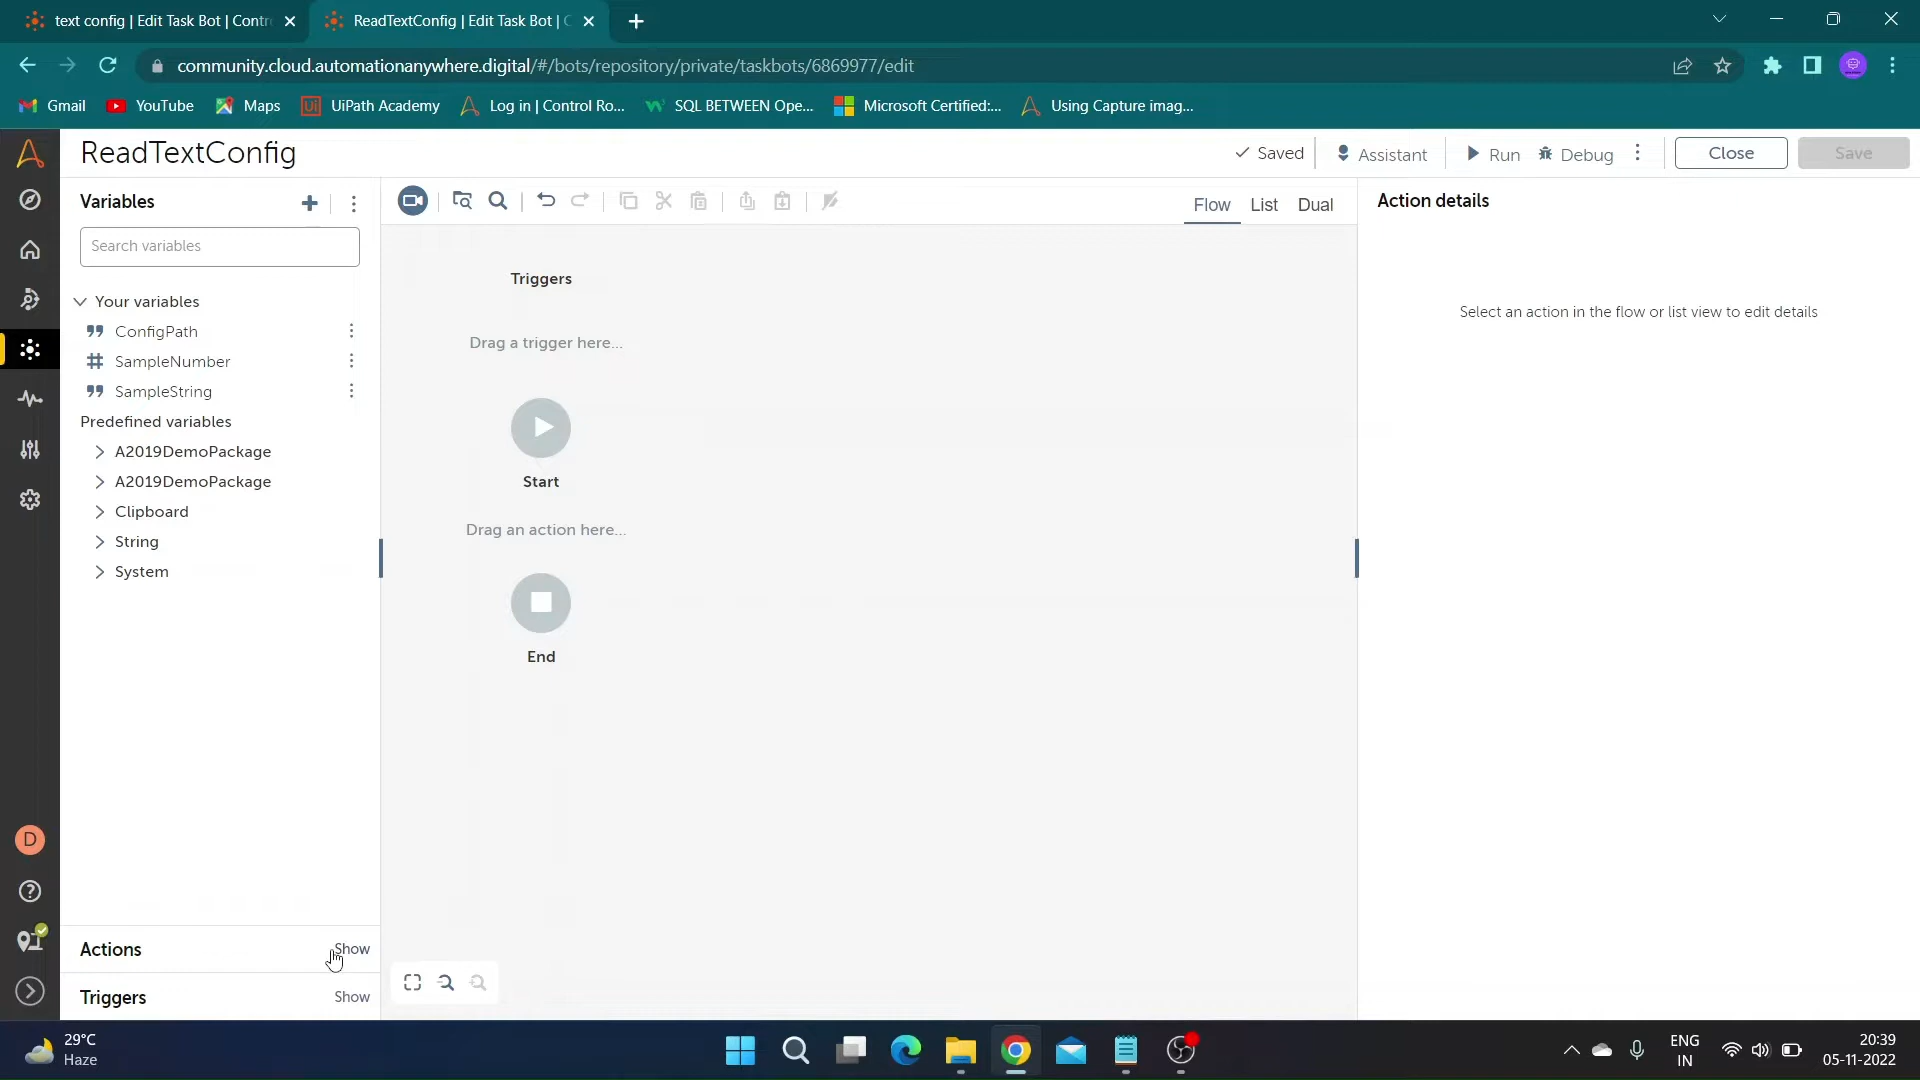 text config | Edit Task Bot | Contr
ReadTextConfig | Edit Task Bot | C
community.cloud.automationanywhere.digital/#/bots/repository/private/taskbots/6869977/edit
Gmail
YouTube
Maps
UiPath Academy
Log in | Control Ro...
SQL BETWEEN Ope...
Microsoft Certified:...
Using Capture imag...
ReadTextConfig
Saved
Assistant
Run
Debug
Close
Save
Variables
Search variables
Your variables
ConfigPath
SampleNumber
SampleString
Predefined variables
A2019DemoPackage
A2019DemoPackage
Clipboard
String
System
Actions
Show
Triggers
Show
Flow
List
Dual
Triggers
Drag a trigger here...
Start
Drag an action here...
End
Action details
Select an action in the flow or list view to edit details
D
29°C
Haze
ENG
IN
20:39
05-11-2022